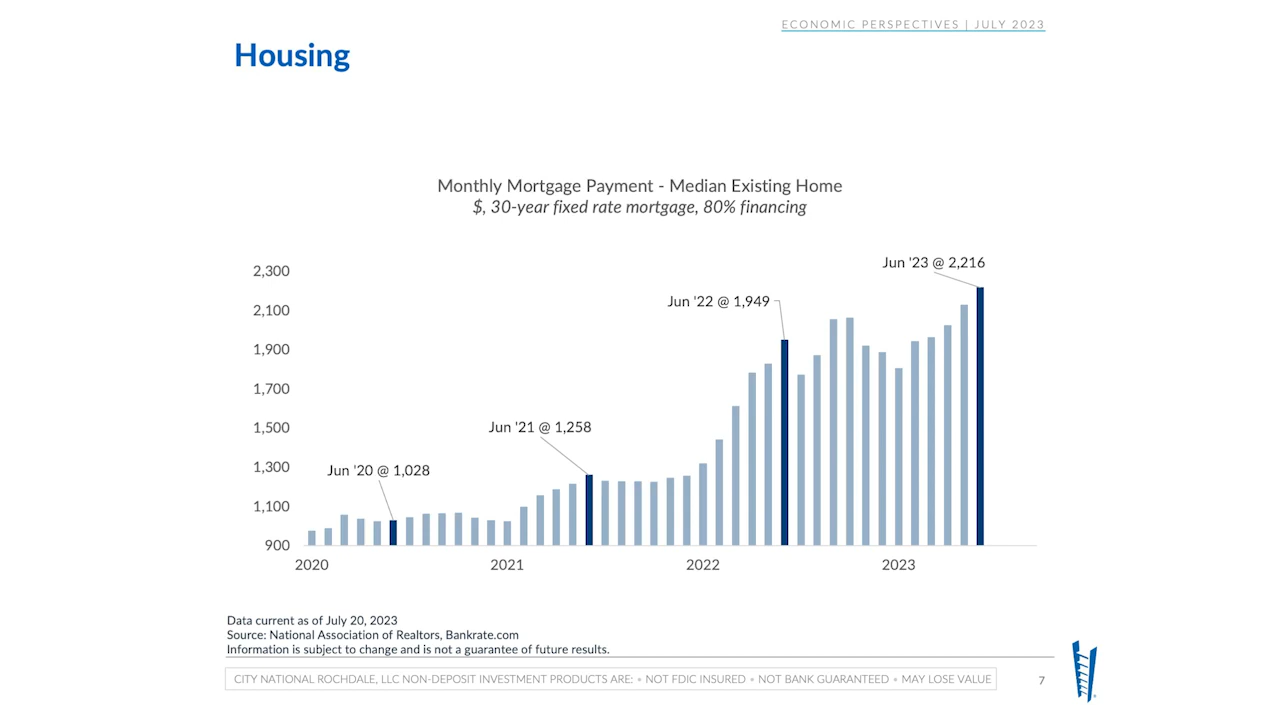 ECONOMIC PERSPECTIVES | JULY 2023
Housing
Monthly Mortgage Payment - Median Existing Home
$, 30-year fixed rate mortgage, 80% financing
2,300
2,100
1,900
1,700
1,500
1,300
1,100
900
Jun '20 @ 1,028
Jun '21 @ 1,258
Jun '22 @ 1,949
Jun '23 @ 2,216
2020
2021
2022
2023
Data current as of July 20, 2023
Source: National Association of Realtors, Bankrate.com
Information is subject to change and is not a guarantee of future results.
CITY NATIONAL ROCHDALE, LLC NON-DEPOSIT INVESTMENT PRODUCTS ARE: • NOT FDIC INSURED • NOT BANK GUARANTEED • MAY LOSE VALUE
7